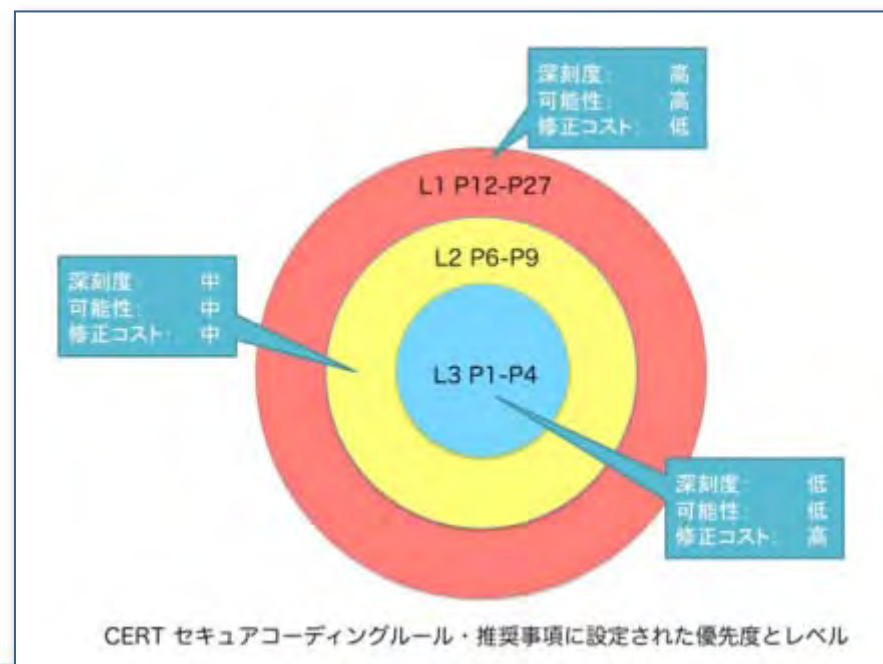 深刻度: 高
可能性: 高
修正コスト: 低
L1 P12-P27
L2 P6-P9
深刻度: 中
可能性: 中
修正コスト: 中
L3 P1-P4
深刻度: 低
可能性: 低
修正コスト: 高
CERT セキュアコーディングルール・推奨事項に設定された優先度とレベル